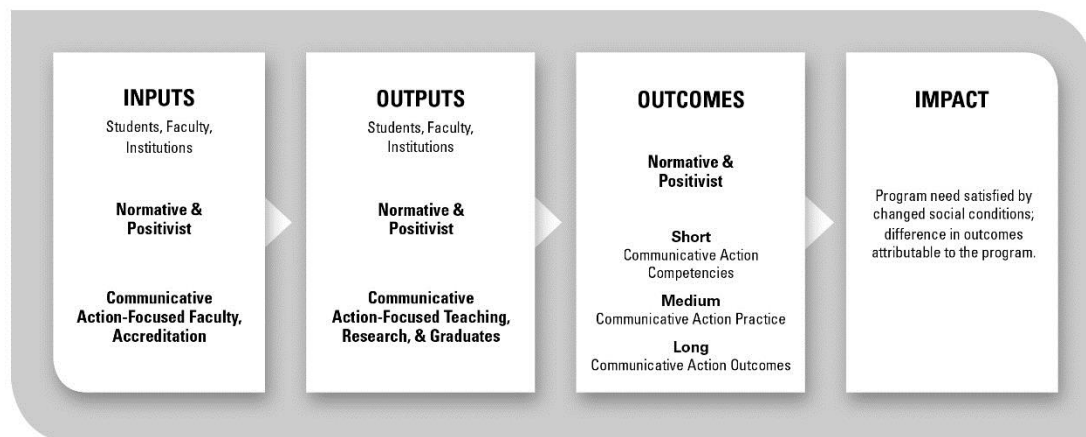 INPUTS
Students, Faculty,
Institutions
Normative &
Positivist
Communicative
Action-Focused Faculty,
Accreditation
OUTPUTS
Students, Faculty,
Institutions
Normative &
Positivist
Communicative
Action-Focused Teaching,
Research, & Graduates
OUTCOMES
Normative &
Positivist
Short
Communicative Action
Competencies
Medium
Communicative Action Practice
Long
Communicative Action Outcomes
IMPACT
Program need satisfied by
changed social conditions;
difference in outcomes
attributable to the program.